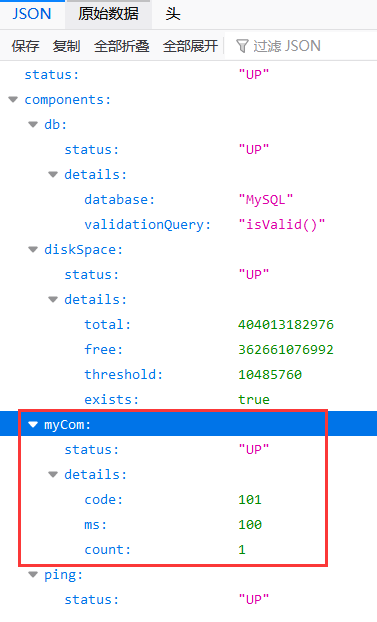 JSON 原始数据 头
保存 复制 全部折叠 全部展开 过滤 JSON
status: "UP"
components:
db:
status: "UP"
details:
database: "MySQL"
validationQuery: "isValid()"
diskSpace:
status: "UP"
details:
total: 404013182976
free: 362661076992
threshold: 10485760
exists: true
myCom:
status: "UP"
details:
code: 101
ms: 100
count: 1
ping:
status: "UP"